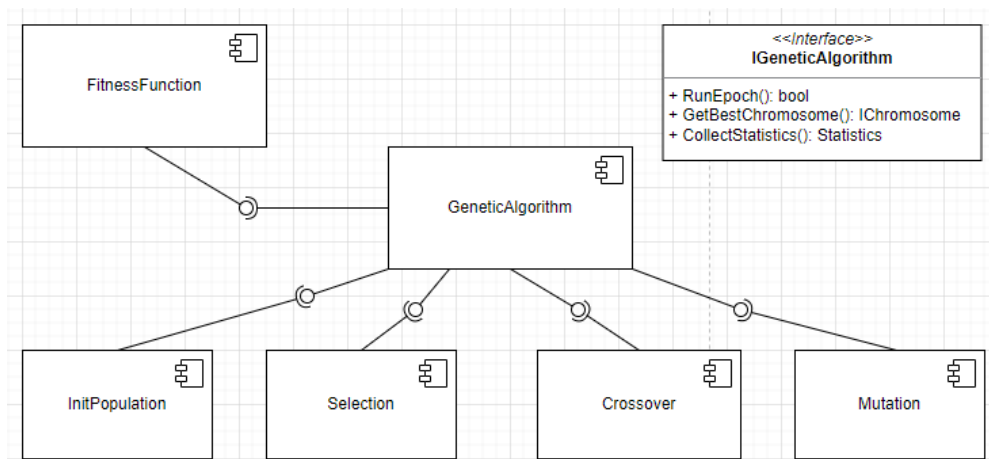 FitnessFunction
<<Interface>>
IGeneticAlgorithm
+ RunEpoch(): bool
+ GetBestChromosome(): IChromosome
+ CollectStatistics(): Statistics
GeneticAlgorithm
InitPopulation
Selection
Crossover
Mutation